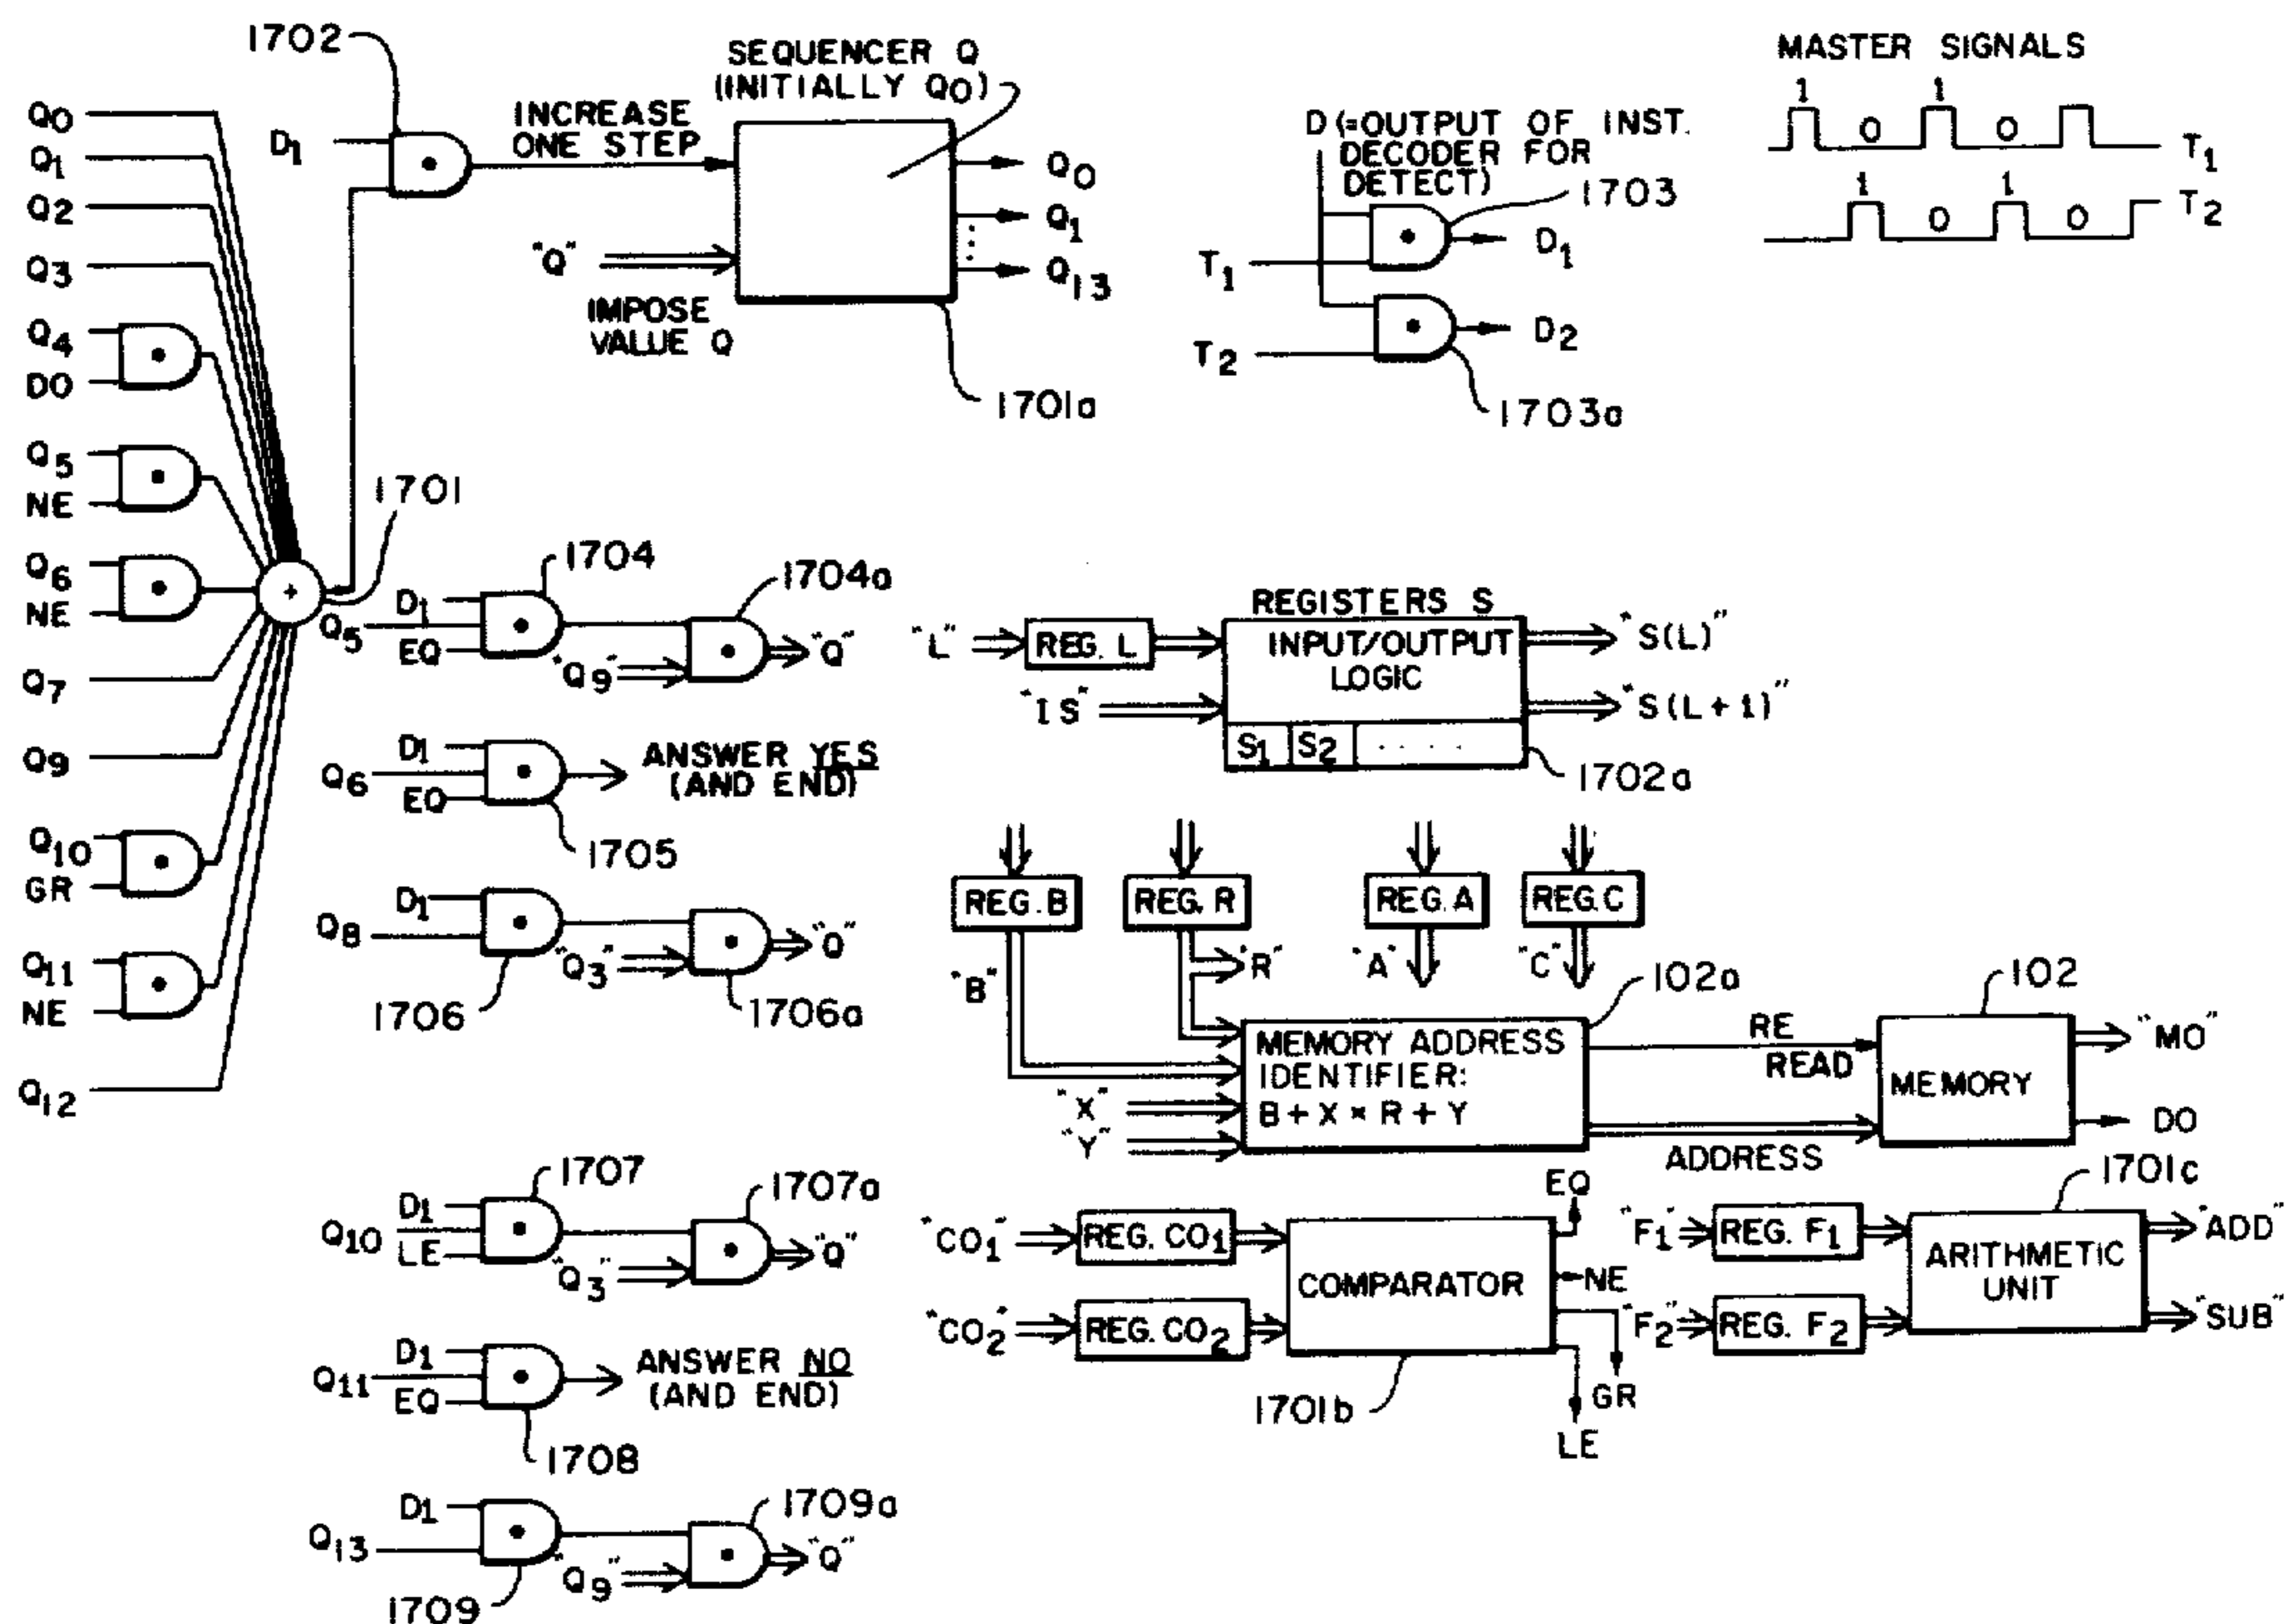 1702
Q0
Q1
Q2
Q3
Q4
DO
Q5
NE
Q6
NE
Q7
Q9
Q10
GR
Q11
NE
Q12
1701
D1
INCREASE
ONE STEP
SEQUENCER Q
(INITIALLY Q0)
"Q"
IMPOSE
VALUE Q
Q0
Q1
Q13
1701a
D (=OUTPUT OF INST.
DECODER FOR
DETECT)
1703
T1
D1
T2
D2
1703a
MASTER SIGNALS
1 0 1 0 T1
1 0 1 0 T2
1704
1704a
D1
Q5
EQ
"Q9"
"Q"
D1
Q6
EQ
ANSWER YES
(AND END)
1705
D1
Q8
"Q3"
"Q"
1706
1706a
1707
1707a
D1
Q10
LE
"Q3"
"Q"
D1
Q11
EQ
ANSWER NO
(AND END)
1708
D1
Q13
"Q9"
"Q"
1709
1709a
REGISTERS S
"L"
REG. L
INPUT/OUTPUT
LOGIC
"S(L)"
"IS"
"S(L+1)"
S1 S2 ....
1702a
REG. B
REG. R
REG. A
REG. C
"B"
"R"
"A"
"C"
102a
102
MEMORY ADDRESS
IDENTIFIER:
B + X × R + Y
"X"
"Y"
RE
READ
ADDRESS
MEMORY
"MO"
DO
"CO1"
REG. CO1
"CO2"
REG. CO2
COMPARATOR
EQ
NE
GR
LE
1701b
1701c
"F1"
REG. F1
"F2"
REG. F2
ARITHMETIC
UNIT
"ADD"
"SUB"